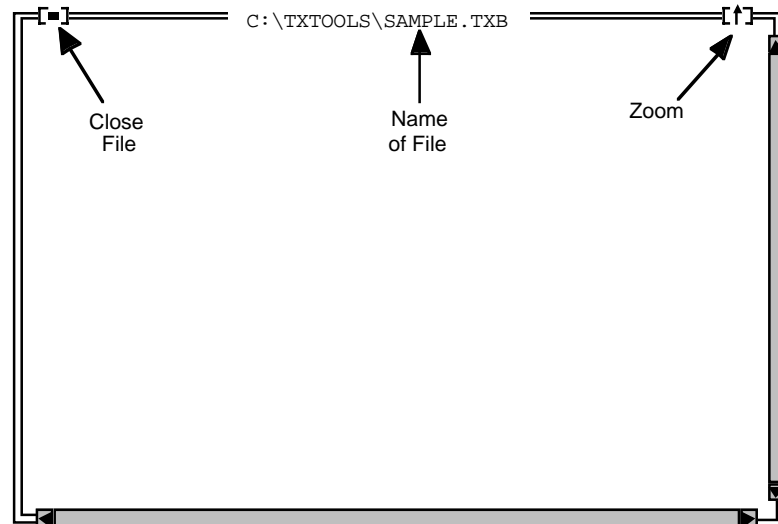 [■] C:\TXTOOLS\SAMPLE.TXB [↑]
Close
File
Name
of File
Zoom